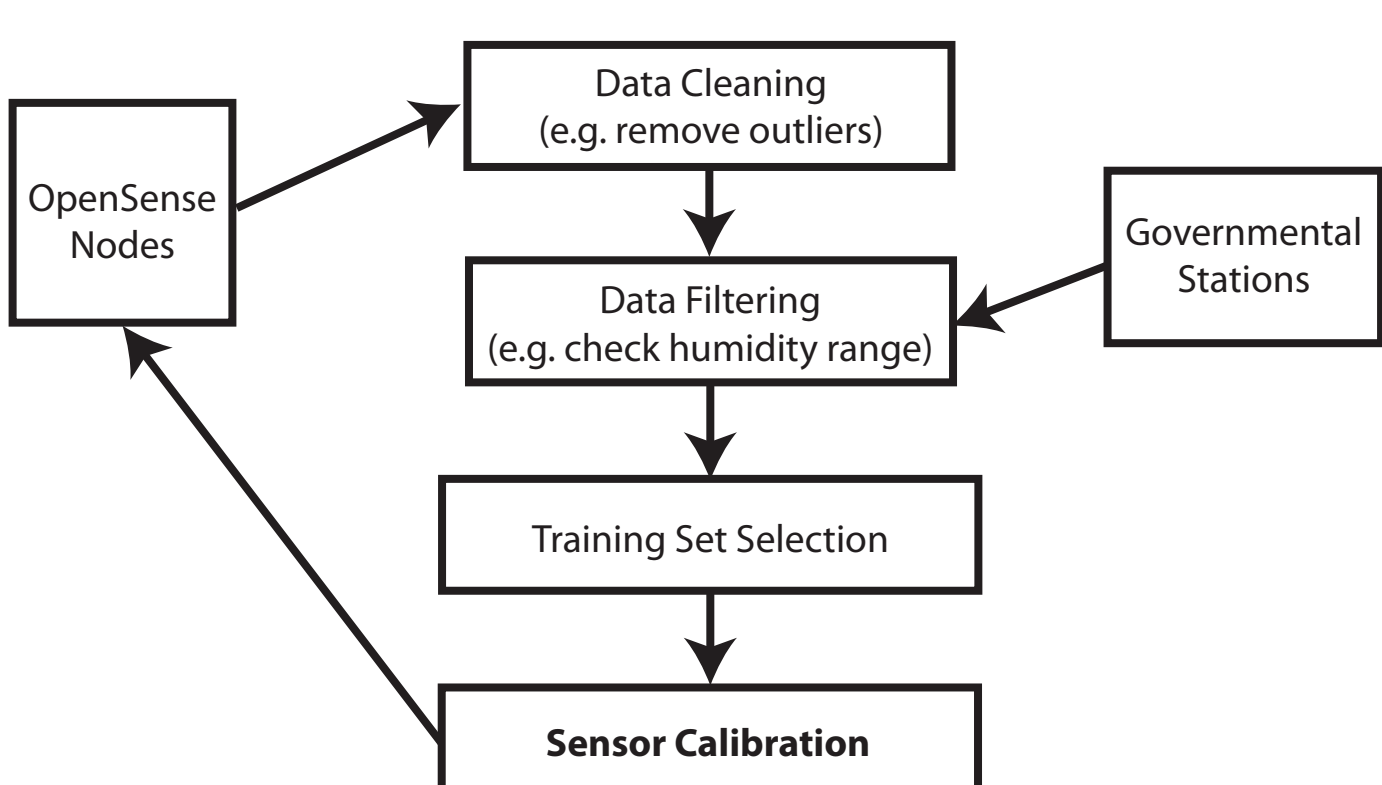 Data Cleaning
(e.g. remove outliers)
OpenSense
Nodes
Governmental
Stations
Data Filtering
(e.g. check humidity range)
Training Set Selection
Sensor Calibration